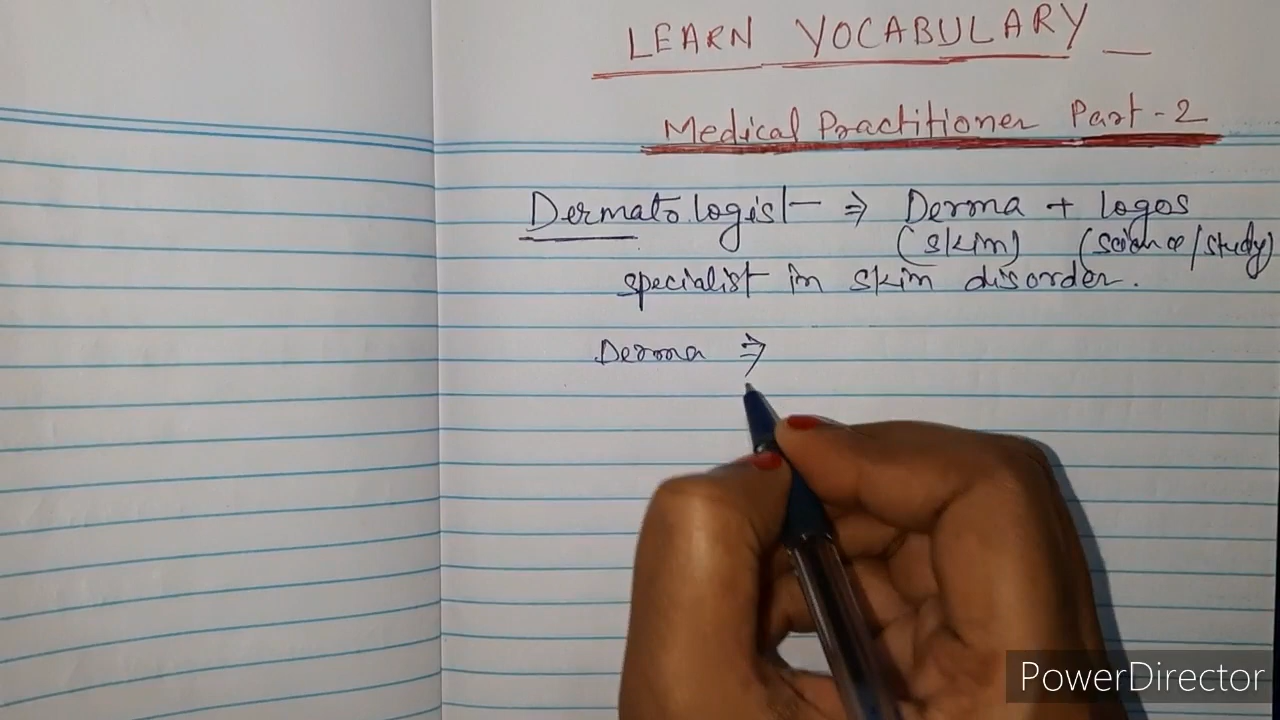 LEARN VOCABULARY _
Medical Practitioner Part - 2
Dermatologist - ⇒ Derma + logos
(skin) (science/study)
specialist in skin disorder.
Derma ⇒
PowerDirector